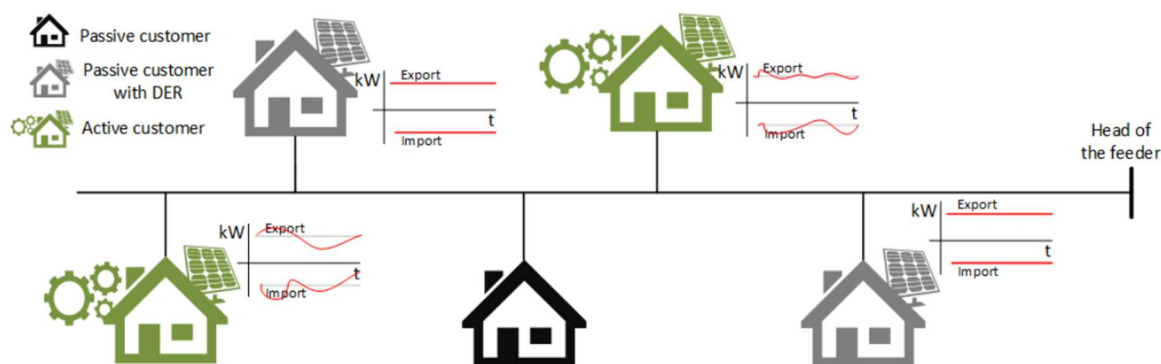 Passive customer
Passive customer
with DER
Active customer
kW
Export
t
Import
kW
Export
t
Import
Head of
the feeder
kW
Export
t
Import
kW
Export
t
Import